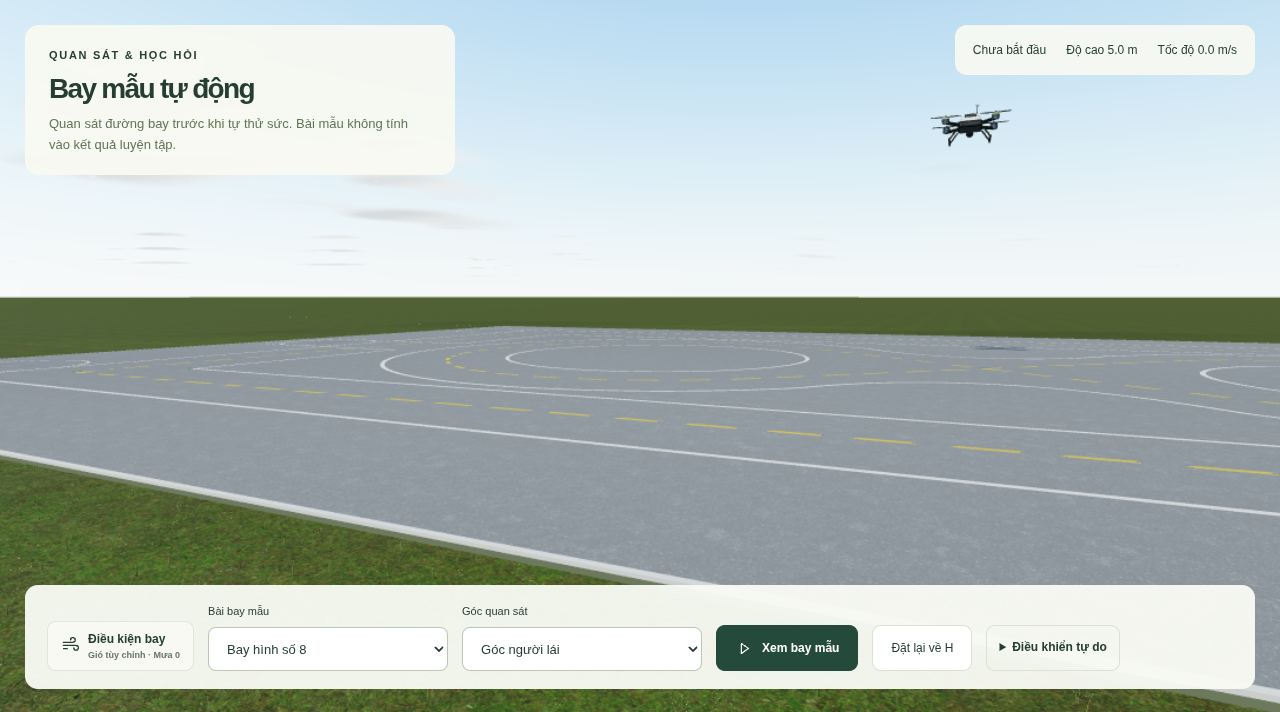 QUAN SÁT & HỌC HỎI
Bay mẫu tự động
Quan sát đường bay trước khi tự thử sức. Bài mẫu không tính
vào kết quả luyện tập.
Chưa bắt đầu Độ cao 5.0 m Tốc độ 0.0 m/s
Bài bay mẫu
Góc quan sát
Điều kiện bay
Gió tùy chỉnh · Mưa 0
Bay hình số 8
Góc người lái
Xem bay mẫu
Đặt lại về H
Điều khiển tự do